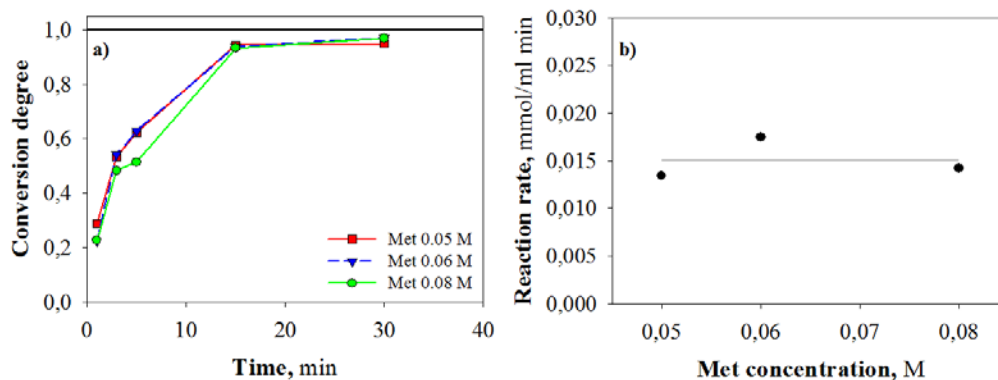 a)
Conversion degree
1,0
0,8
0,6
0,4
0,2
0,0
Met 0.05 M
Met 0.06 M
Met 0.08 M
0 10 20 30 40
Time, min
b)
Reaction rate, mmol/ml min
0,030
0,025
0,020
0,015
0,010
0,005
0,000
0,05 0,06 0,07 0,08
Met concentration, M